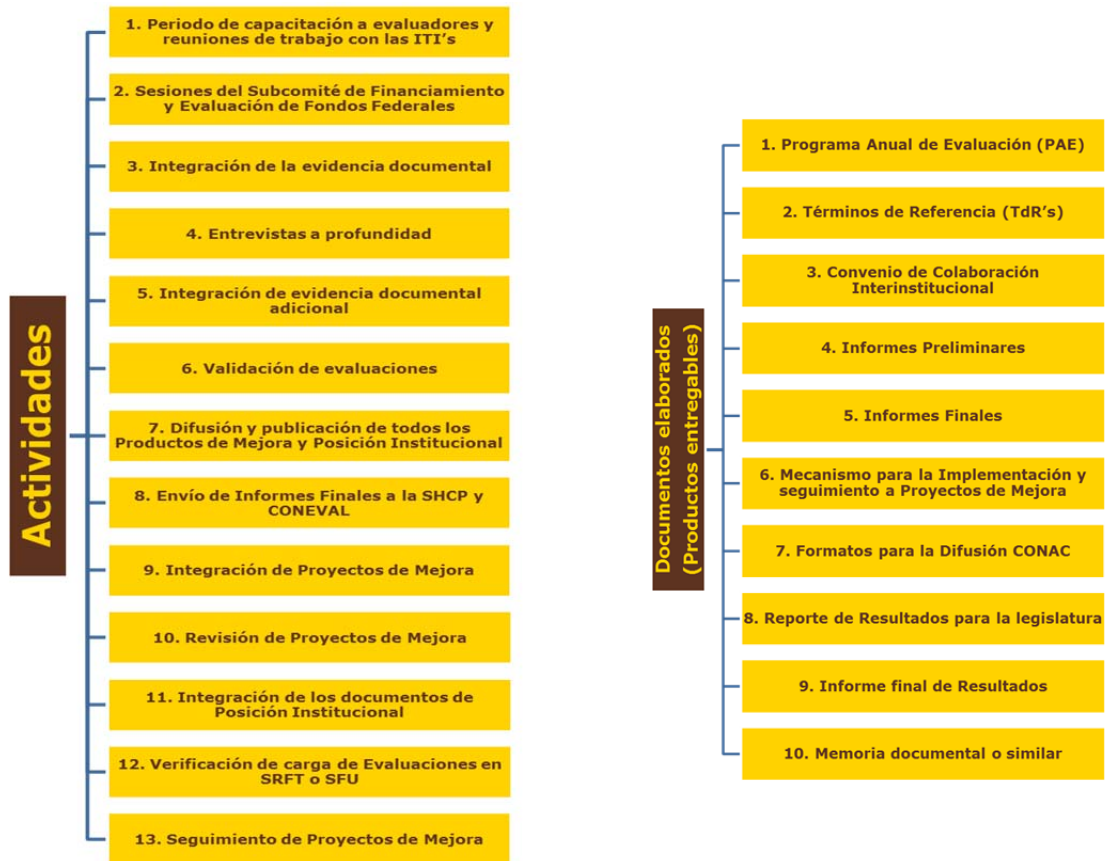 Actividades
1. Periodo de capacitación a evaluadores y
reuniones de trabajo con las ITI's
2. Sesiones del Subcomité de Financiamiento
y Evaluación de Fondos Federales
3. Integración de la evidencia documental
4. Entrevistas a profundidad
5. Integración de evidencia documental
adicional
6. Validación de evaluaciones
7. Difusión y publicación de todos los
Productos de Mejora y Posición Institucional
8. Envío de Informes Finales a la SHCP y
CONEVAL
9. Integración de Proyectos de Mejora
10. Revisión de Proyectos de Mejora
11. Integración de los documentos de
Posición Institucional
12. Verificación de carga de Evaluaciones en
SRFT o SFU
13. Seguimiento de Proyectos de Mejora
Documentos elaborados
(Productos entregables)
1. Programa Anual de Evaluación (PAE)
2. Términos de Referencia (TdR's)
3. Convenio de Colaboración
Interinstitucional
4. Informes Preliminares
5. Informes Finales
6. Mecanismo para la Implementación y
seguimiento a Proyectos de Mejora
7. Formatos para la Difusión CONAC
8. Reporte de Resultados para la legislatura
9. Informe final de Resultados
10. Memoria documental o similar